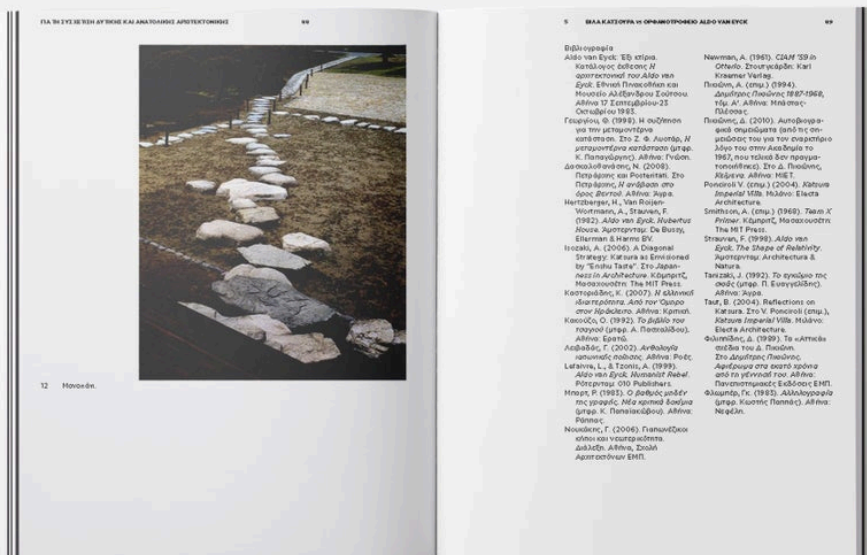 ΓΙΑ ΤΗ ΣΥΣΧΕΤΙΣΗ ΔΥΤΙΚΗΣ ΚΑΙ ΑΝΑΤΟΛΙΚΗΣ ΑΡΧΙΤΕΚΤΟΝΙΚΗΣ
12 Μονοπάτι.
5 ΒΙΛΑ ΚΑΤΣΟΥΡΑ vs ΟΡΦΑΝΟΤΡΟΦΕΙΟ ALDO VAN EYCK
Βιβλιογραφία
Aldo van Eyck: Έξι κτίρια.
Κατάλογος έκθεσης Η
αρχιτεκτονική του Aldo van
Eyck. Εθνική Πινακοθήκη και
Μουσείο Αλέξανδρου Σούτσου.
Αθήνα 17 Σεπτεμβρίου-23
Οκτωβρίου 1983.
Γεωργίου, Θ. (1998). Η συζήτηση
για την μεταμοντέρνα
κατάσταση. Στο Ζ. Φ. Λυοτάρ, Η
μεταμοντέρνα κατάσταση (μτφρ.
Κ. Παπαγιώργης). Αθήνα: Γνώση.
Δασκαλοθανάσης, Ν. (2008).
Πετράρχης και Posteritati. Στο
Πετράρχης, Η ανάβαση στο
όρος Βεντού. Αθήνα: Άγρα.
Hertzberger, H., Van Roijen-
Wortmann, A., Stauven, F.
(1982). Aldo van Eyck. Hubertus
House. Άμστερνταμ: De Bussy,
Ellerman & Harms BV.
Isozaki, A. (2006). A Diagonal
Strategy: Katsura as Envisioned
by "Enshu Taste". Στο Japan-
ness in Architecture. Κέιμπριτζ,
Μασαχουσέτη: The MIT Press.
Καστοριάδης, Κ. (2007). Η ελληνική
ιδιαιτερότητα. Από τον Όμηρο
στον Ηράκλειτο. Αθήνα: Κριτική.
Κακούζο, Ο. (1992). Το βιβλίο του
τσαγιού (μτφρ. Α. Πασχαλίδου).
Αθήνα: Ερατώ.
Λειβαδάς, Γ. (2002). Ανθολογία
ιαπωνικής ποίησης. Αθήνα: Ροές.
Lefaivre, L., & Tzonis, A. (1999).
Aldo van Eyck. Humanist Rebel.
Ρότερνταμ: 010 Publishers.
Μπαρτ, Ρ. (1983). Ο βαθμός μηδέν
της γραφής. Νέα κριτικά δοκίμια
(μτφρ. Κ. Παπαϊακώβου). Αθήνα:
Ράππας.
Νουκάκης, Γ. (2006). Γιαπωνέζικοι
κήποι και νεωτερικότητα.
Διάλεξη. Αθήνα, Σχολή
Αρχιτεκτόνων ΕΜΠ.
Newman, A. (1961). CIAM '59 in
Otterlo. Στουτγκάρδη: Karl
Kraemer Verlag.
Πικιώνη, Α. (επιμ.) (1994).
Δημήτρης Πικιώνης 1887-1968,
τόμ. Α'. Αθήνα: Μπάστας-
Πλέσσας.
Πικιώνης, Δ. (2010). Αυτοβιογρα-
φικά σημειώματα (από τις ση-
μειώσεις του για τον εναρκτήριο
λόγο του στην Ακαδημία το
1967, που τελικά δεν πραγμα-
τοποιήθηκε). Στο Δ. Πικιώνης,
Κείμενα. Αθήνα: ΜΙΕΤ.
Ponciroli V. (επιμ.) (2004). Katsura
Imperial Villa. Μιλάνο: Electa
Architecture.
Smithson, A. (επιμ.) (1968). Team X
Primer. Κέιμπριτζ, Μασαχουσέτη:
The MIT Press.
Strauven, F. (1998). Aldo van
Eyck. The Shape of Relativity.
Άμστερνταμ: Architectura &
Natura.
Tanizaki, J. (1992). Το εγκώμιο της
σκιάς (μτφρ. Π. Ευαγγελίδης).
Αθήνα: Άγρα.
Taut, B. (2004). Reflections on
Katsura. Στο V. Ponciroli (επιμ.),
Katsura Imperial Villa. Μιλάνο:
Electa Architecture.
Φιλιππίδης, Δ. (1989). Τα «Αττικά»
σχέδια του Δ. Πικιώνη.
Στο Δημήτρης Πικιώνης.
Αφιέρωμα στα εκατό χρόνια
από τη γέννησή του. Αθήνα:
Πανεπιστημιακές Εκδόσεις ΕΜΠ.
Φλωμπέρ, Γκ. (1983). Αλληλογραφία
(μτφρ. Κωστής Παππάς). Αθήνα:
Νεφέλη.